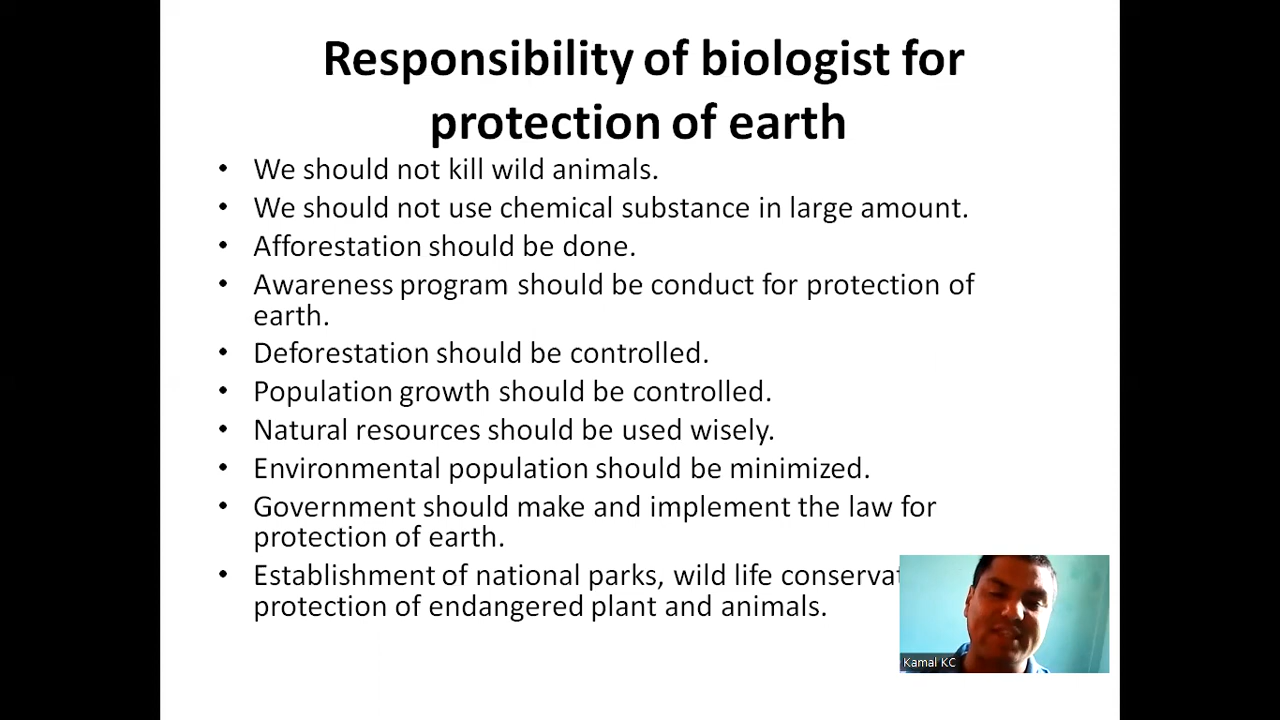 Responsibility of biologist for
protection of earth
• We should not kill wild animals.
• We should not use chemical substance in large amount.
• Afforestation should be done.
• Awareness program should be conduct for protection of
earth.
• Deforestation should be controlled.
• Population growth should be controlled.
• Natural resources should be used wisely.
• Environmental population should be minimized.
• Government should make and implement the law for
protection of earth.
• Establishment of national parks, wild life
protection of endangered plant and animals.
Kamal KC